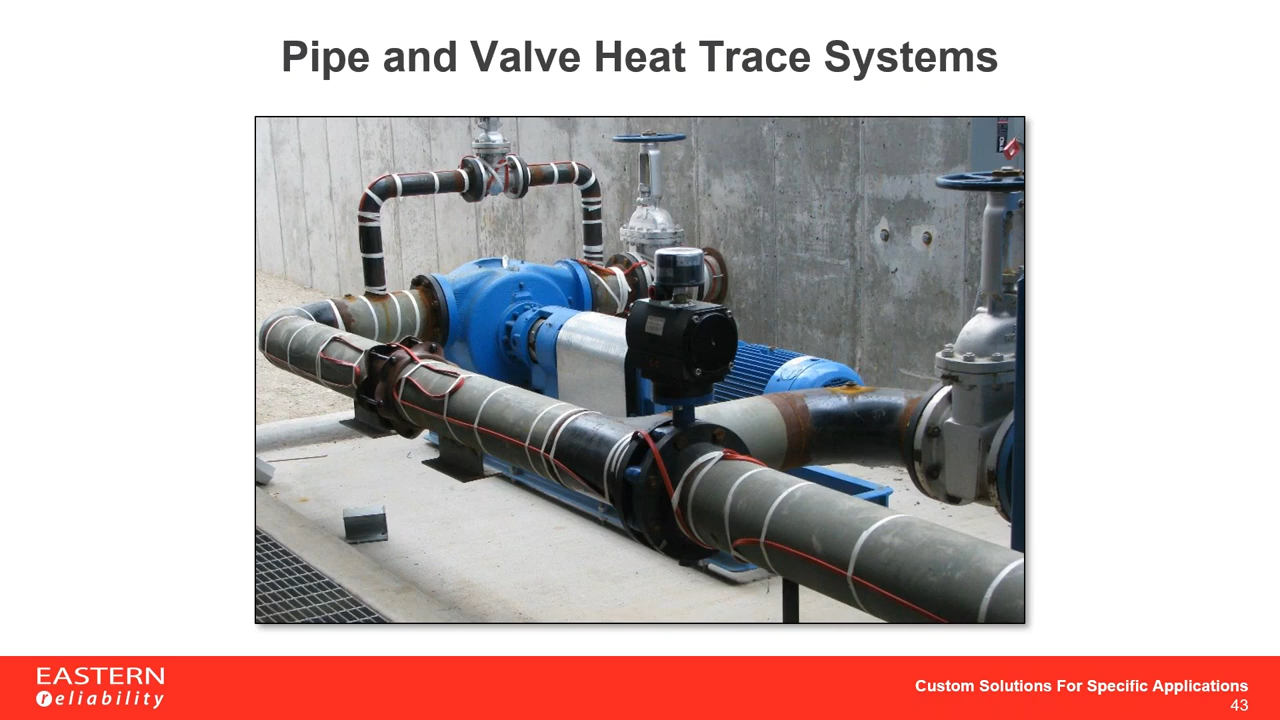 Pipe and Valve Heat Trace Systems
EASTERN
reliability
Custom Solutions For Specific Applications
43